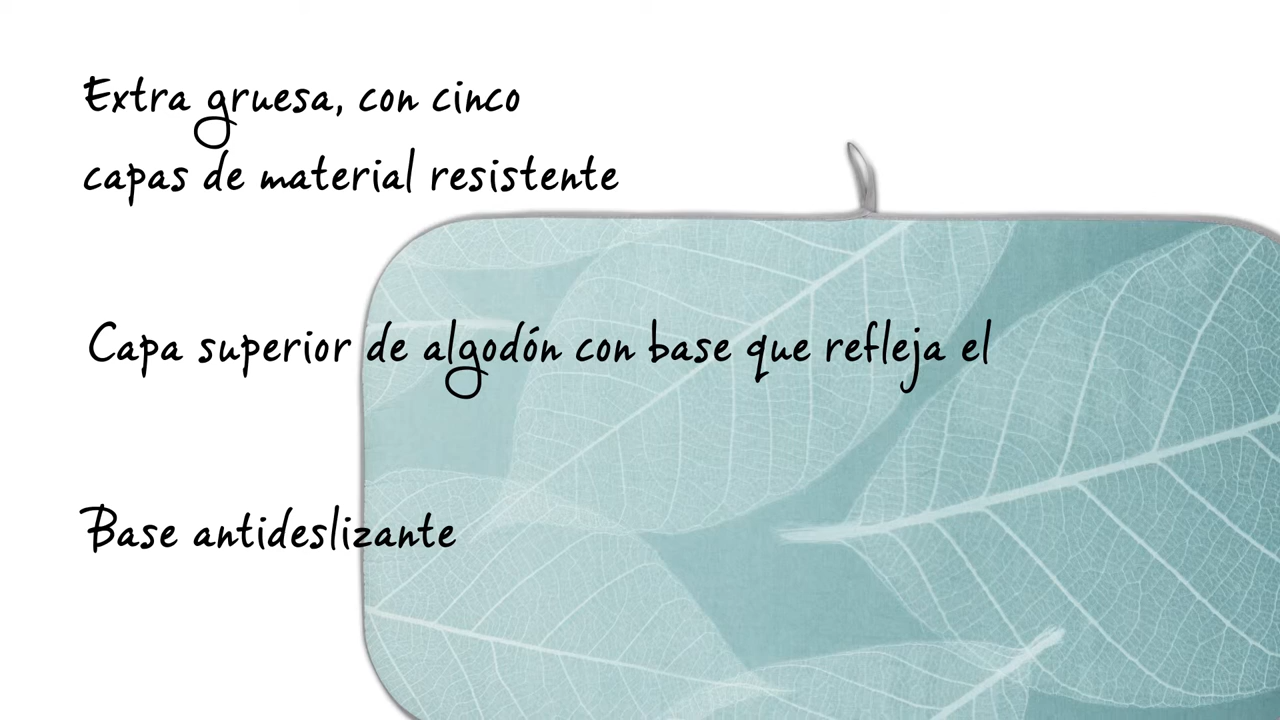 Extra gruesa, con cinco
capas de material resistente
Capa superior de algodón con base que refleja el
Base antideslizante